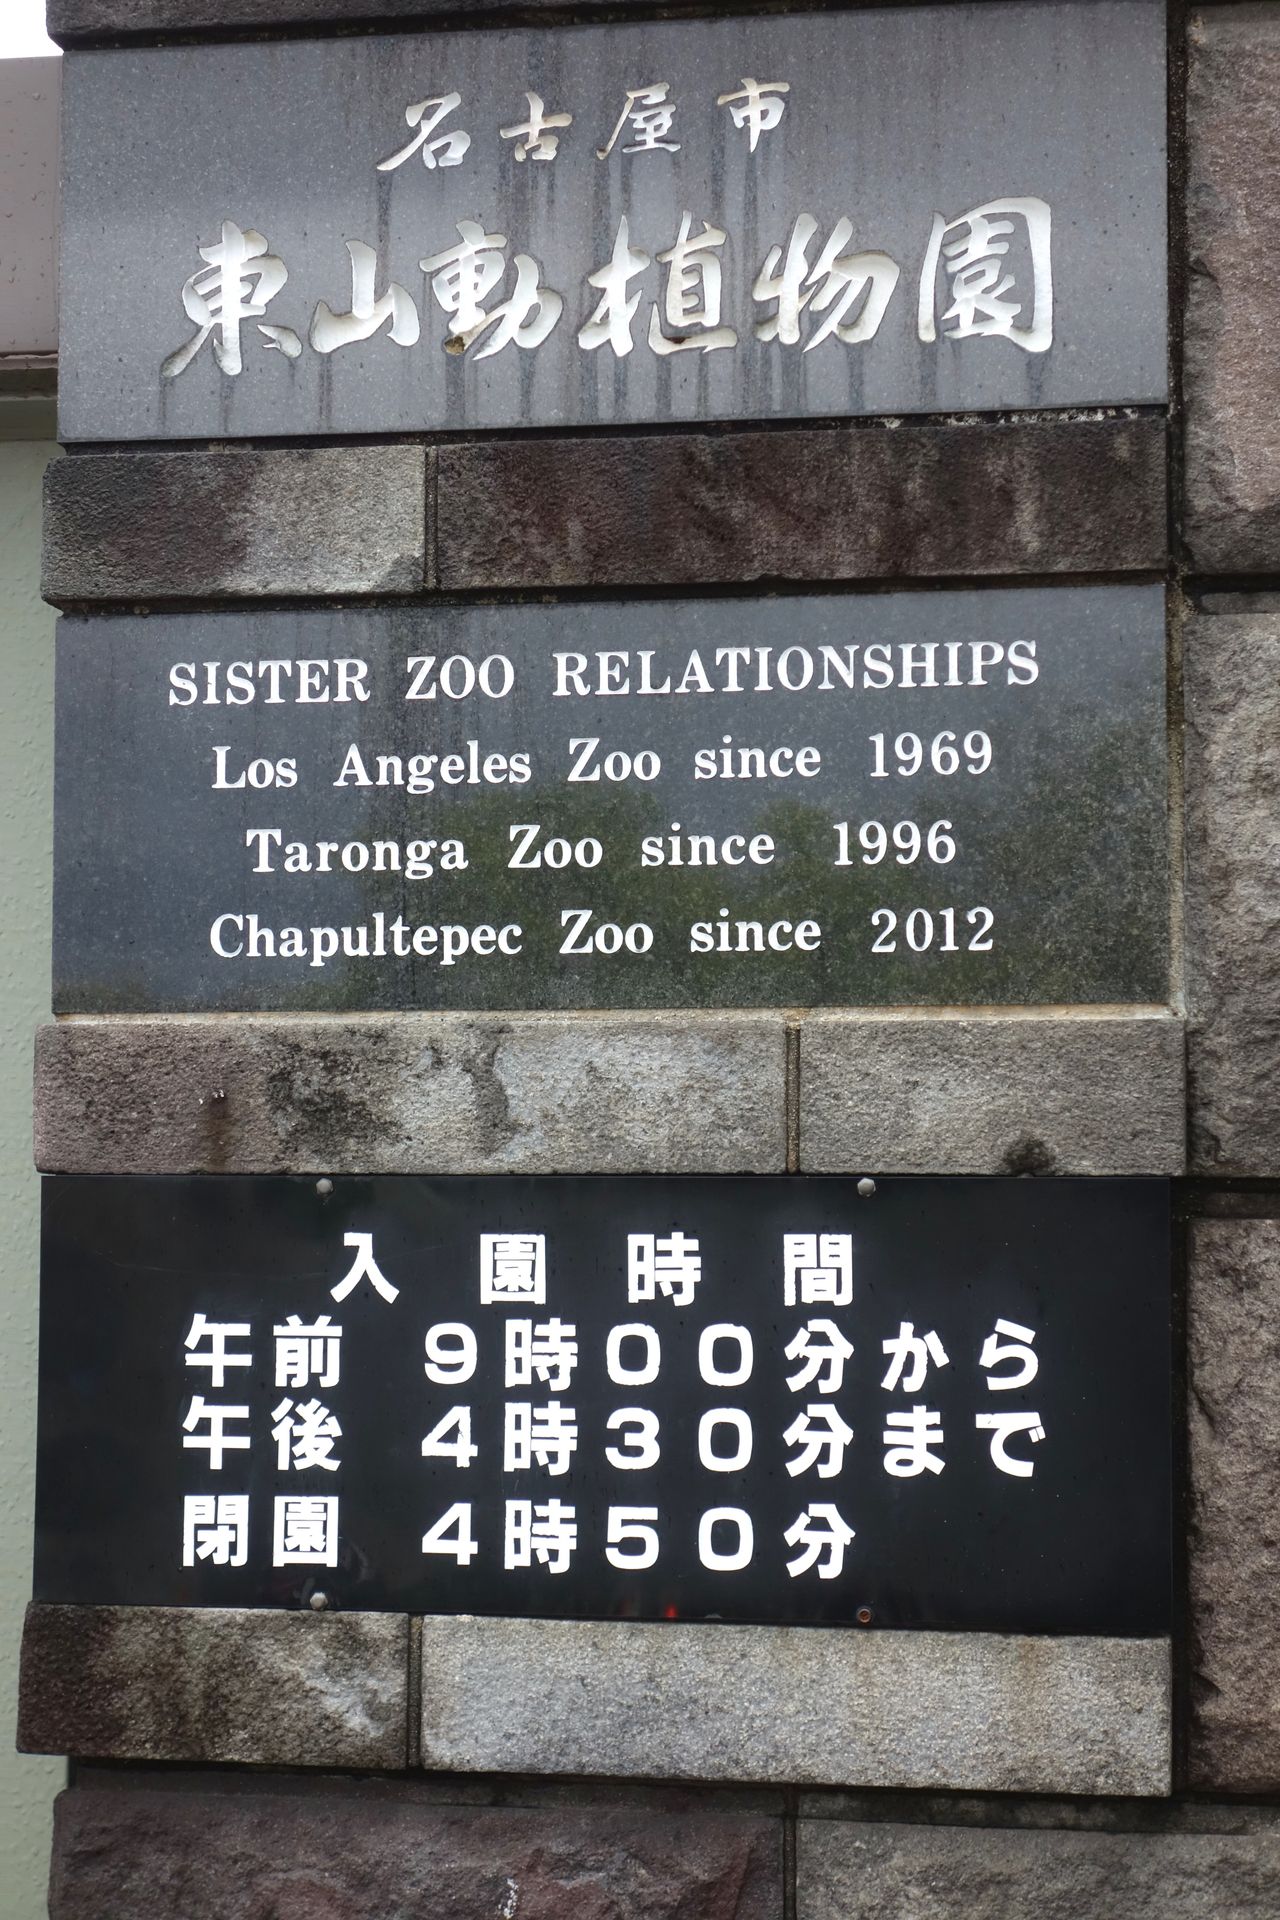 名古屋市
東山動植物園
SISTER ZOO RELATIONSHIPS
Los Angeles Zoo since 1969
Taronga Zoo since 1996
Chapultepec Zoo since 2012
入園時間
午前 9時00分から
午後 4時30分まで
閉園 4時50分